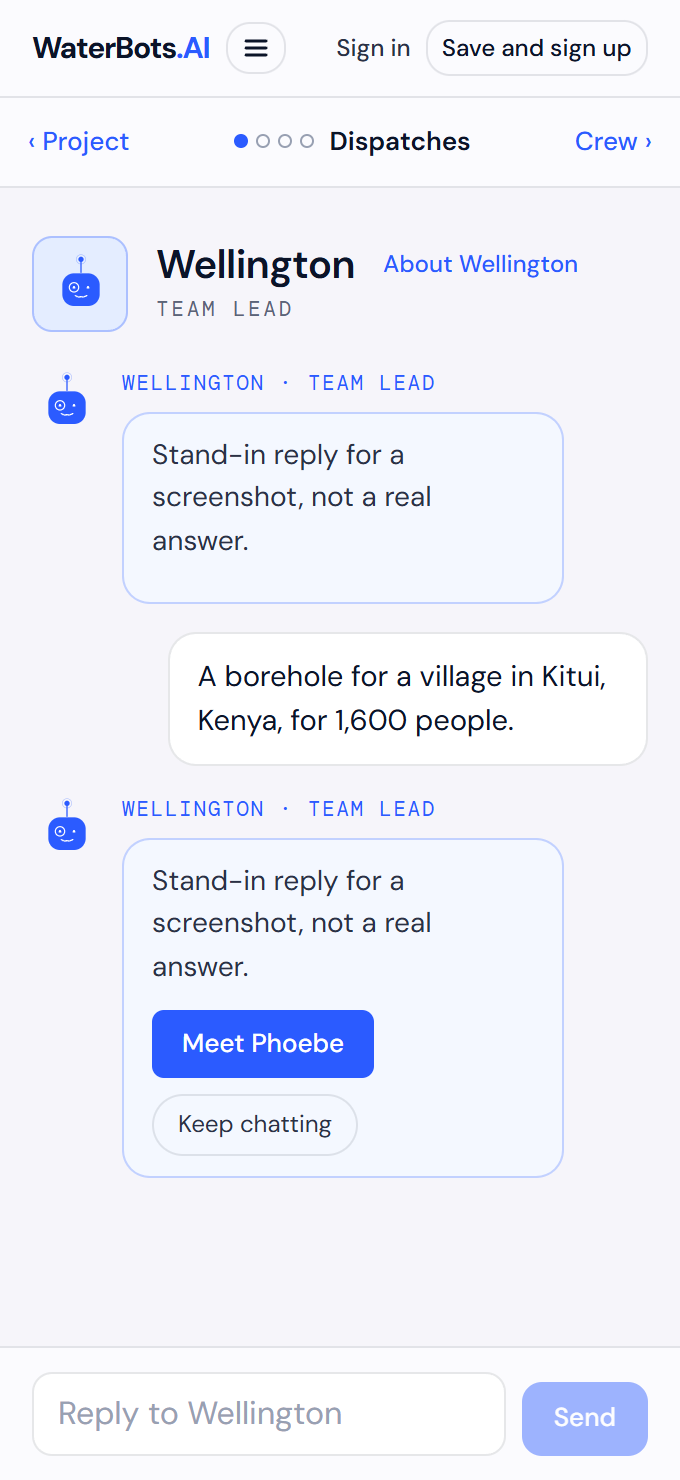 WaterBots.AI
Sign in
Save and sign up
‹ Project
Dispatches
Crew ›
Wellington
About Wellington
TEAM LEAD
WELLINGTON · TEAM LEAD
Stand-in reply for a
screenshot, not a real
answer.
A borehole for a village in Kitui,
Kenya, for 1,600 people.
WELLINGTON · TEAM LEAD
Stand-in reply for a
screenshot, not a real
answer.
Meet Phoebe
Keep chatting
Reply to Wellington
Send